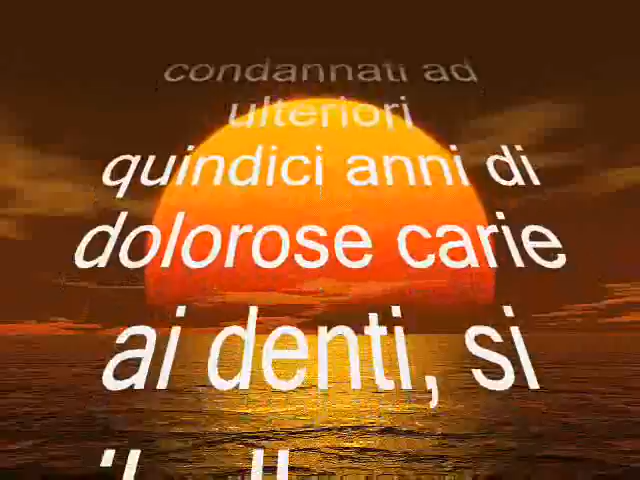 condannati ad
ulteriori
quindici anni di
dolorose carie
ai denti, si